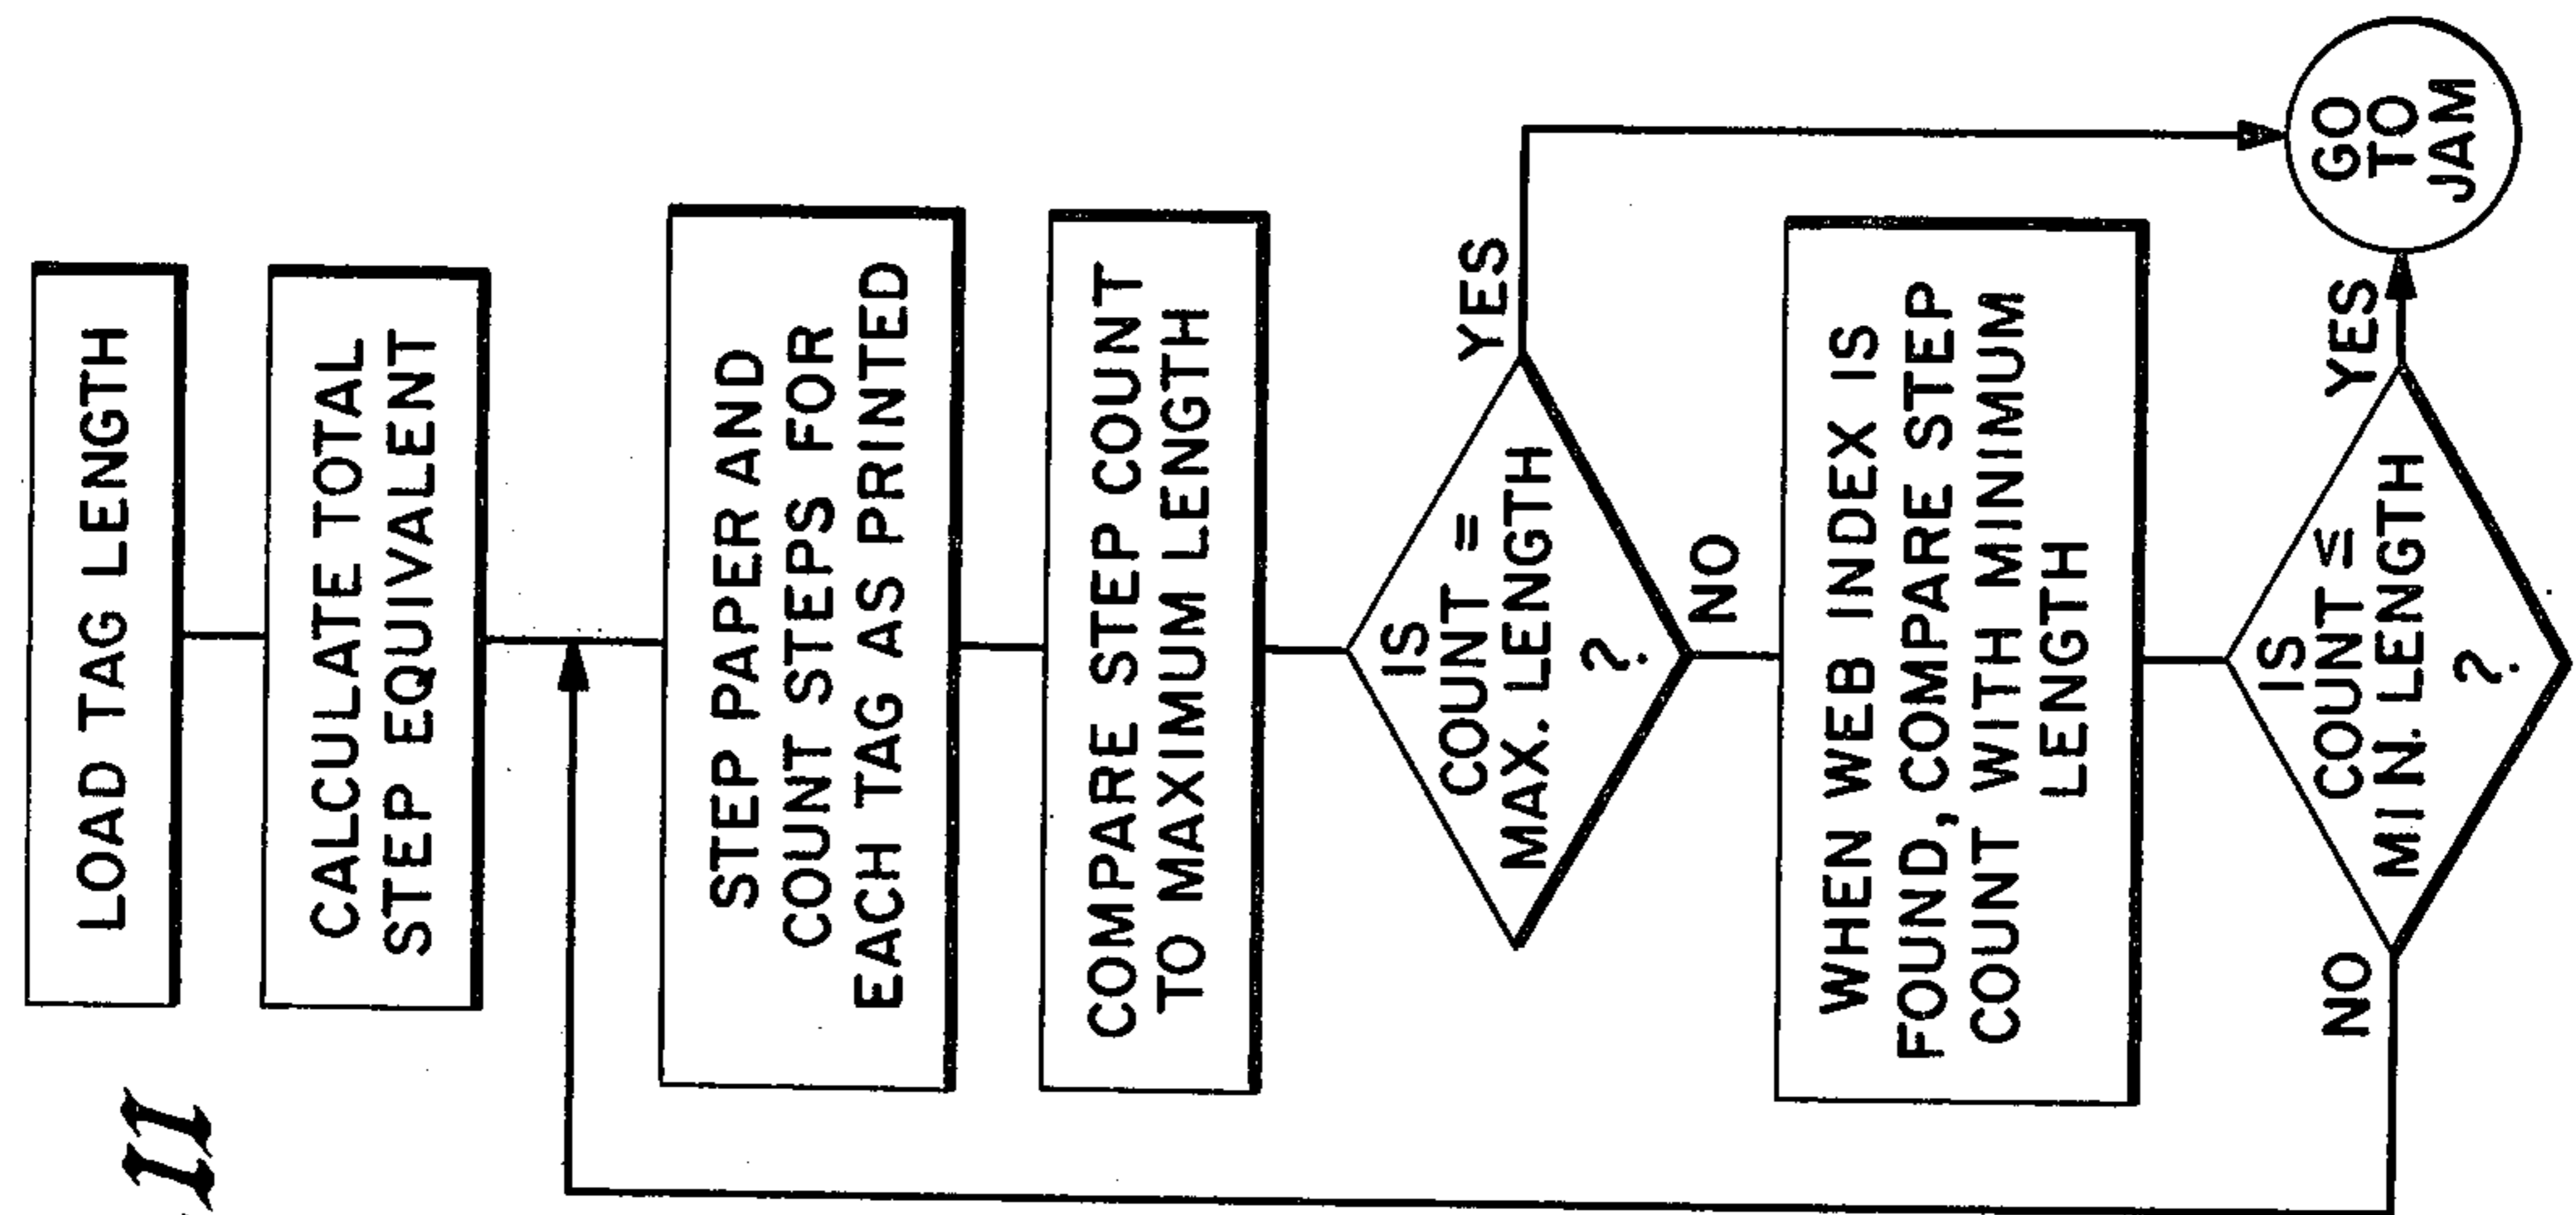 11
LOAD TAG LENGTH
CALCULATE TOTAL
STEP EQUIVALENT
STEP PAPER AND
COUNT STEPS FOR
EACH TAG AS PRINTED
COMPARE STEP COUNT
TO MAXIMUM LENGTH
IS
COUNT =
MAX. LENGTH
?
YES
NO
WHEN WEB INDEX IS
FOUND, COMPARE STEP
COUNT WITH MINIMUM
LENGTH
IS
COUNT ≤
MIN. LENGTH
?
NO
YES
GO
TO
JAM